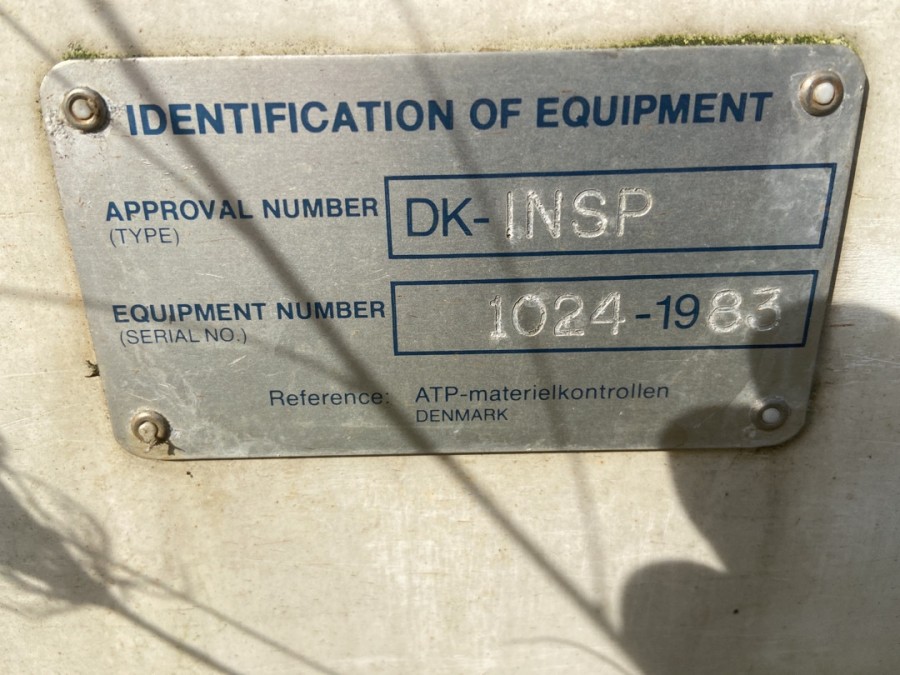 IDENTIFICATION OF EQUIPMENT
APPROVAL NUMBER DK-INSP
(TYPE)
EQUIPMENT NUMBER 1024-1983
(SERIAL NO.)
Reference: ATP-materielkontrollen
DENMARK